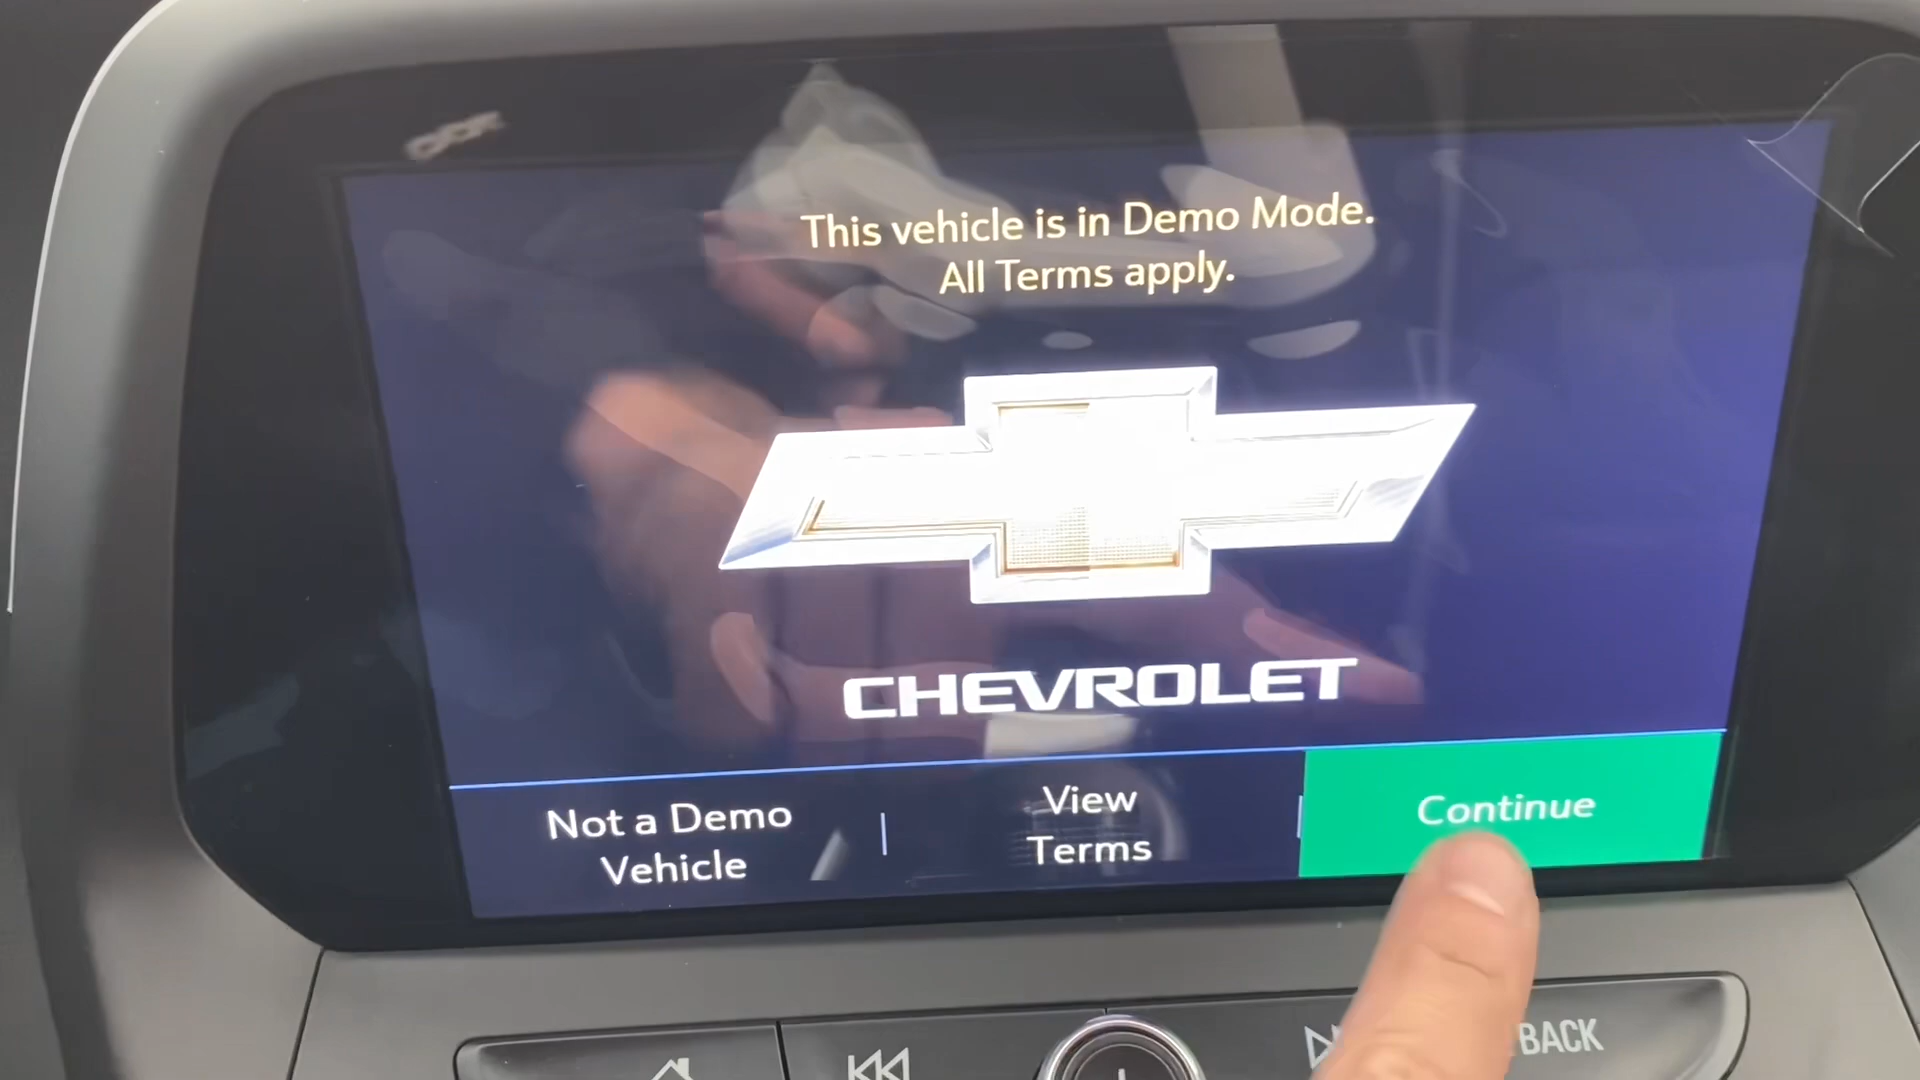 This vehicle is in Demo Mode.
All Terms apply.
CHEVROLET
Not a Demo
Vehicle
View
Terms
Continue
BACK